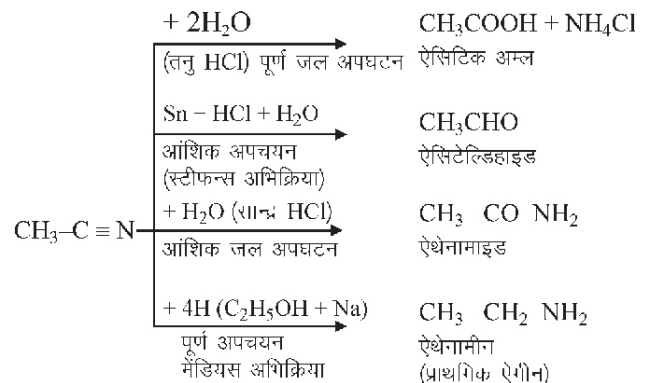 + 2H₂O CH₃COOH + NH₄Cl
(तनु HCl) पूर्ण जल अपघटन ऐसिटिक अम्ल
Sn – HCl + H₂O CH₃CHO
आंशिक अपचयन ऐसिटेल्डिहाइड
(स्टीफन्स अभिक्रिया)
+ H₂O (सान्द्र HCl) CH₃ CO NH₂
CH₃–C ≡ N
आंशिक जल अपघटन ऐथेनामाइड
+ 4H (C₂H₅OH + Na) CH₃ CH₂ NH₂
पूर्ण अपचयन ऐथेनामीन
मेंडियस अभिक्रिया (प्राथमिक ऐमीन)